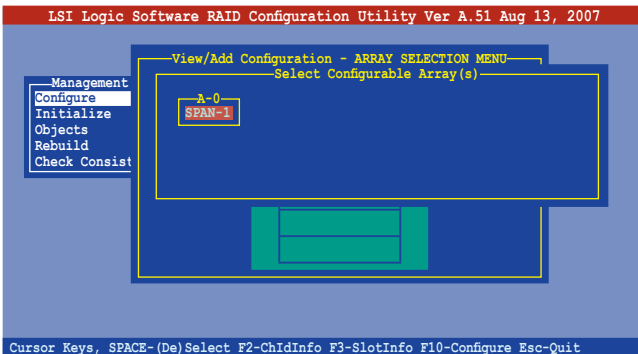 LSI Logic Software RAID Configuration Utility Ver A.51 Aug 13, 2007
View/Add Configuration - ARRAY SELECTION MENU
Select Configurable Array(s)
Management
Configure
Initialize
Objects
Rebuild
Check Consist
A-0
SPAN-1
Cursor Keys, SPACE-(De)Select F2-ChIdInfo F3-SlotInfo F10-Configure Esc-Quit